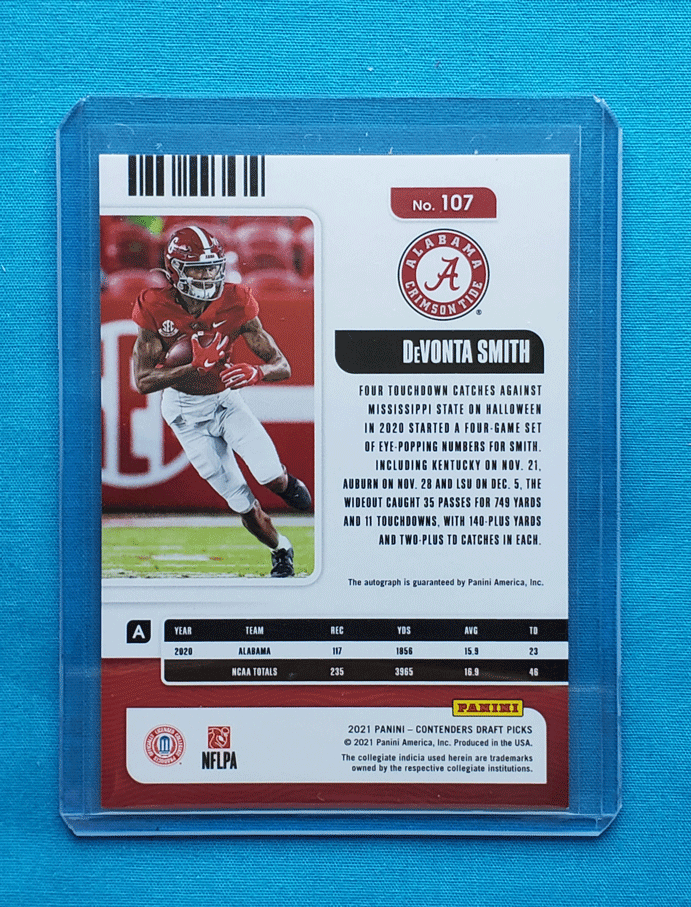 No. 107
ALABAMA
CRIMSON TIDE
A
®
DeVONTA SMITH
FOUR TOUCHDOWN CATCHES AGAINST
MISSISSIPPI STATE ON HALLOWEEN
IN 2020 STARTED A FOUR-GAME SET
OF EYE-POPPING NUMBERS FOR SMITH.
INCLUDING KENTUCKY ON NOV. 21,
AUBURN ON NOV. 28 AND LSU ON DEC. 5, THE
WIDEOUT CAUGHT 35 PASSES FOR 749 YARDS
AND 11 TOUCHDOWNS, WITH 140-PLUS YARDS
AND TWO-PLUS TD CATCHES IN EACH.
SEC
The autograph is guaranteed by Panini America, Inc.
A
YEAR TEAM REC YDS AVG TD
2020 ALABAMA 117 1856 15.9 23
NCAA TOTALS 235 3965 16.9 46
PANINI
OFFICIALLY LICENSED COLLEGIATE PRODUCTS
NFLPA
2021 PANINI – CONTENDERS DRAFT PICKS
© 2021 Panini America, Inc. Produced in the USA.
The collegiate indicia used herein are trademarks
owned by the respective collegiate institutions.